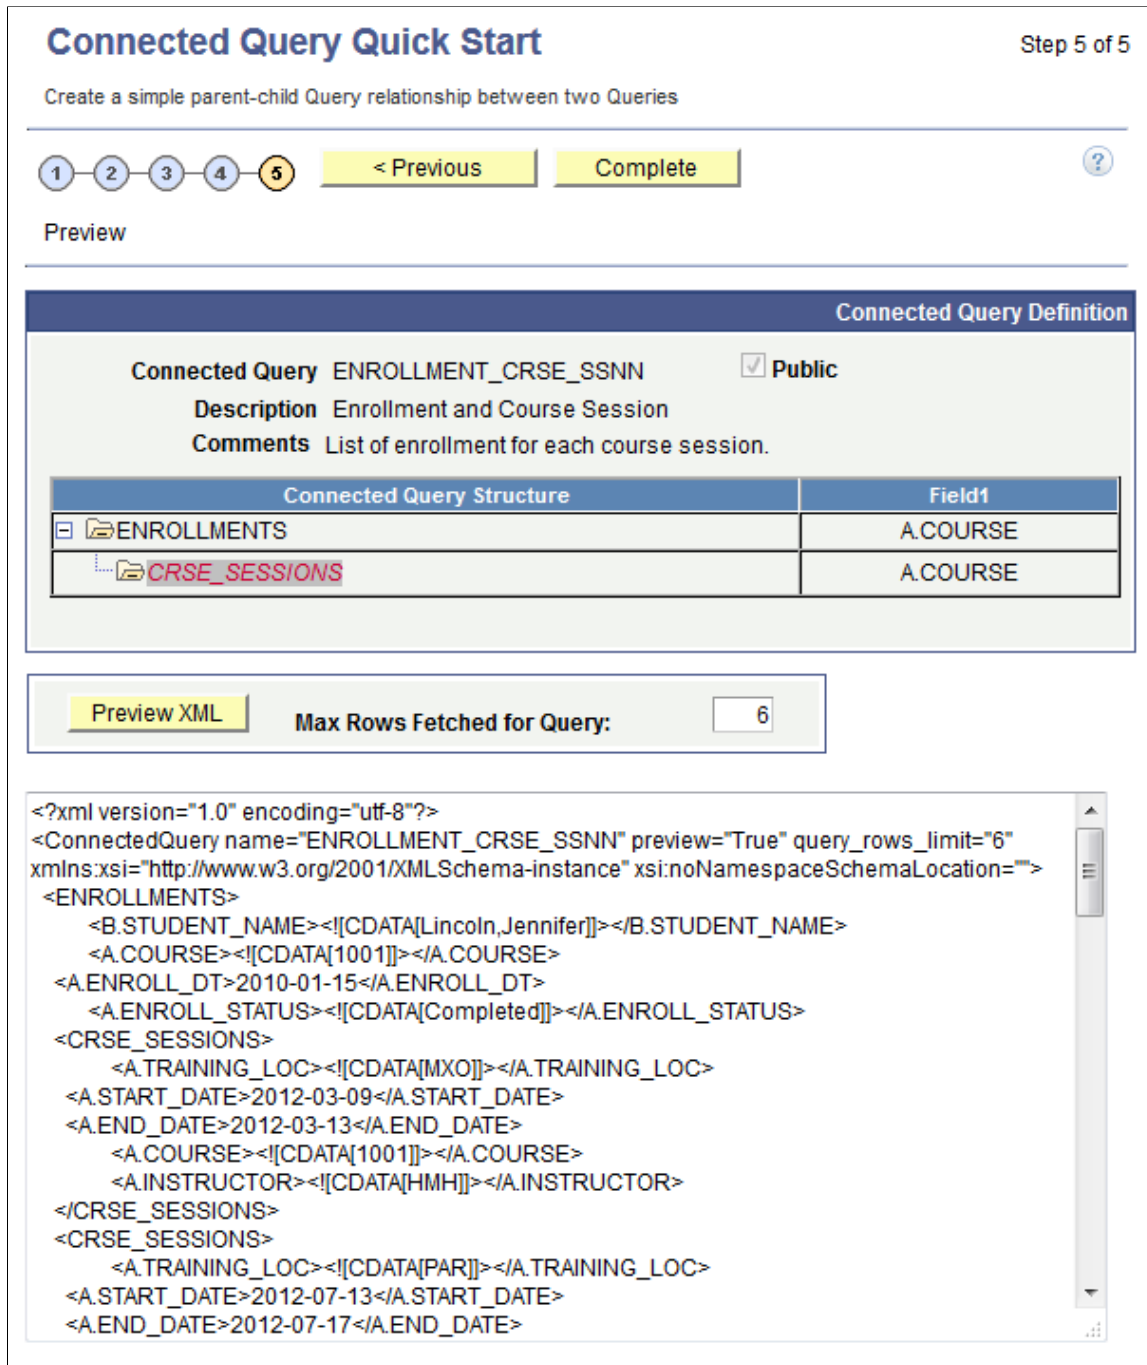 Connected Query Quick Start
Step 5 of 5
Create a simple parent-child Query relationship between two Queries
1 2 3 4 5 < Previous Complete ?
Preview
Connected Query Definition
Connected Query ENROLLMENT_CRSE_SSNN Public
Description Enrollment and Course Session
Comments List of enrollment for each course session.
Connected Query Structure Field1
ENROLLMENTS A.COURSE
CRSE_SESSIONS A.COURSE
Preview XML Max Rows Fetched for Query: 6
<?xml version="1.0" encoding="utf-8"?>
<ConnectedQuery name="ENROLLMENT_CRSE_SSNN" preview="True" query_rows_limit="6"
xmlns:xsi="http://www.w3.org/2001/XMLSchema-instance" xsi:noNamespaceSchemaLocation="">
<ENROLLMENTS>
<B.STUDENT_NAME><![CDATA[Lincoln,Jennifer]]></B.STUDENT_NAME>
<A.COURSE><![CDATA[1001]]></A.COURSE>
<A.ENROLL_DT>2010-01-15</A.ENROLL_DT>
<A.ENROLL_STATUS><![CDATA[Completed]]></A.ENROLL_STATUS>
<CRSE_SESSIONS>
<A.TRAINING_LOC><![CDATA[MXO]]></A.TRAINING_LOC>
<A.START_DATE>2012-03-09</A.START_DATE>
<A.END_DATE>2012-03-13</A.END_DATE>
<A.COURSE><![CDATA[1001]]></A.COURSE>
<A.INSTRUCTOR><![CDATA[HMH]]></A.INSTRUCTOR>
</CRSE_SESSIONS>
<CRSE_SESSIONS>
<A.TRAINING_LOC><![CDATA[PAR]]></A.TRAINING_LOC>
<A.START_DATE>2012-07-13</A.START_DATE>
<A.END_DATE>2012-07-17</A.END_DATE>